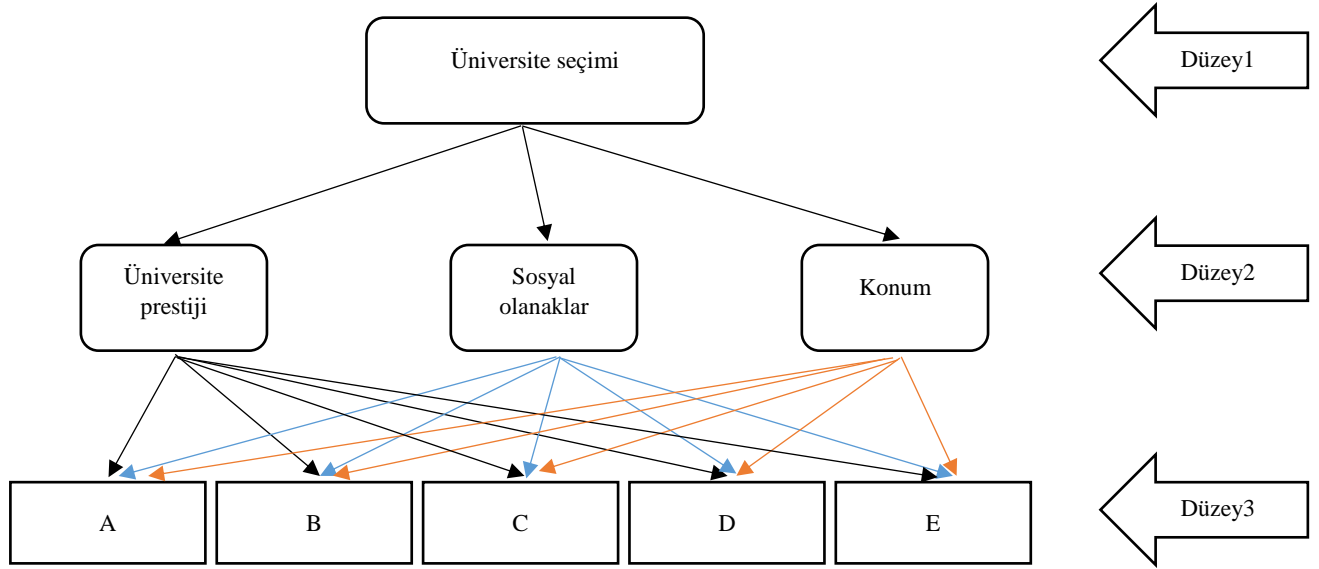 Üniversite seçimi
Düzey1
Üniversite
prestiji
Sosyal
olanaklar
Konum
Düzey2
A
B
C
D
E
Düzey3